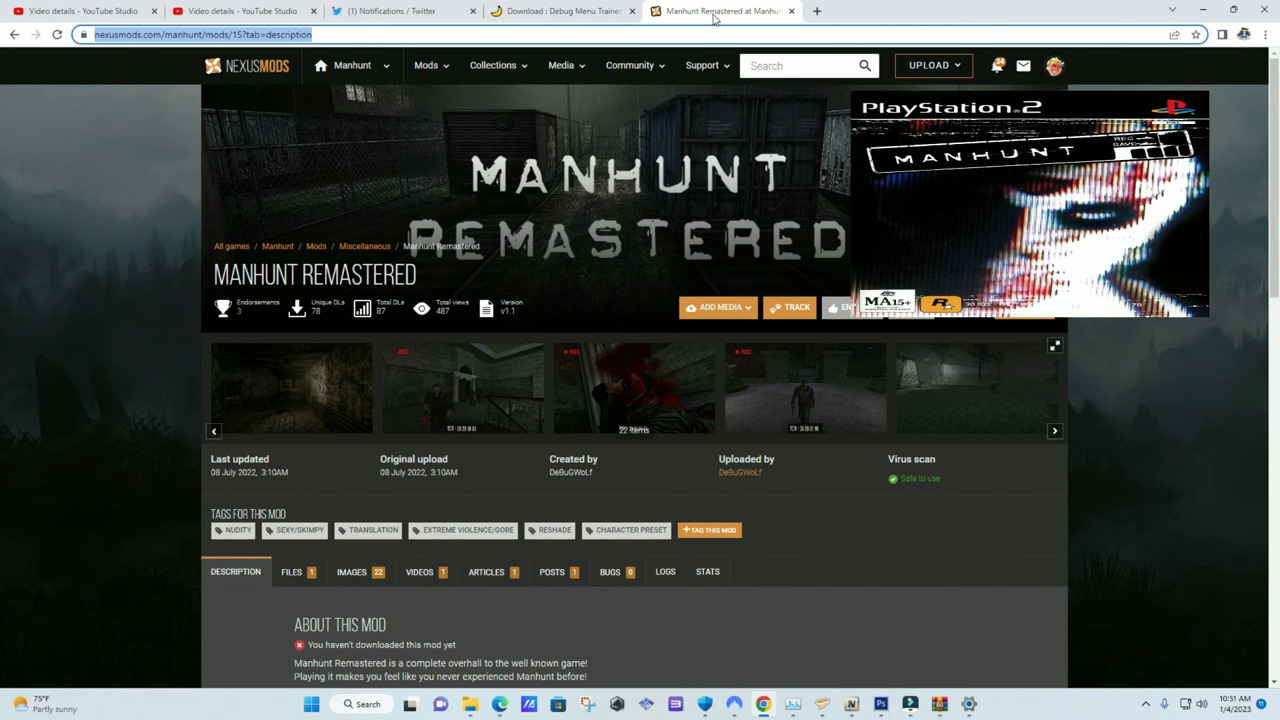 Video details - YouTube Studio
Video details - YouTube Studio
(1) Notifications / Twitter
Download : Debug Menu Trainer
Manhunt Remastered at Manhun
nexusmods.com/manhunt/mods/15?tab=description
NEXUSMODS
Manhunt
Mods
Collections
Media
Community
Support
Search
UPLOAD
34
PlayStation 2
MANHUNT
MANHUNT
REMASTERED
All games / Manhunt / Mods / Miscellaneous / Manhunt Remastered
MANHUNT REMASTERED
Endorsements
3
Unique DLs
78
Total DLs
87
Total views
487
Version
v1.1
ADD MEDIA
TRACK
EN
MA15+
R
REC
REC
REC
22 items
Last updated
08 July 2022, 3:10AM
Original upload
08 July 2022, 3:10AM
Created by
DeBuGWoLf
Uploaded by
DeBuGWoLf
Virus scan
Safe to use
TAGS FOR THIS MOD
NUDITY
SEXY/SKIMPY
TRANSLATION
EXTREME VIOLENCE/GORE
RESHADE
CHARACTER PRESET
+TAG THIS MOD
DESCRIPTION
FILES 1
IMAGES 22
VIDEOS 1
ARTICLES 1
POSTS 1
BUGS 0
LOGS
STATS
ABOUT THIS MOD
You haven't downloaded this mod yet
Manhunt Remastered is a complete overhall to the well known game!
Playing it makes you feel like you never experienced Manhunt before!
75°F
Partly sunny
Search
10:51 AM
1/4/2023